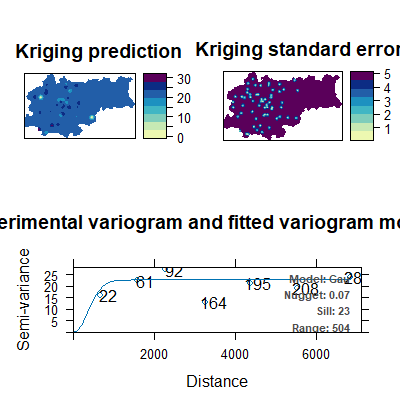 Kriging prediction
Kriging standard error
30
20
10
0
5
4
3
2
1
erimental variogram and fitted variogram mo
Semi-variance
25
20
15
10
5
22
61
92
64
195
208
28
Model: Gau
Nugget: 0.07
Sill: 23
Range: 504
2000
4000
6000
Distance